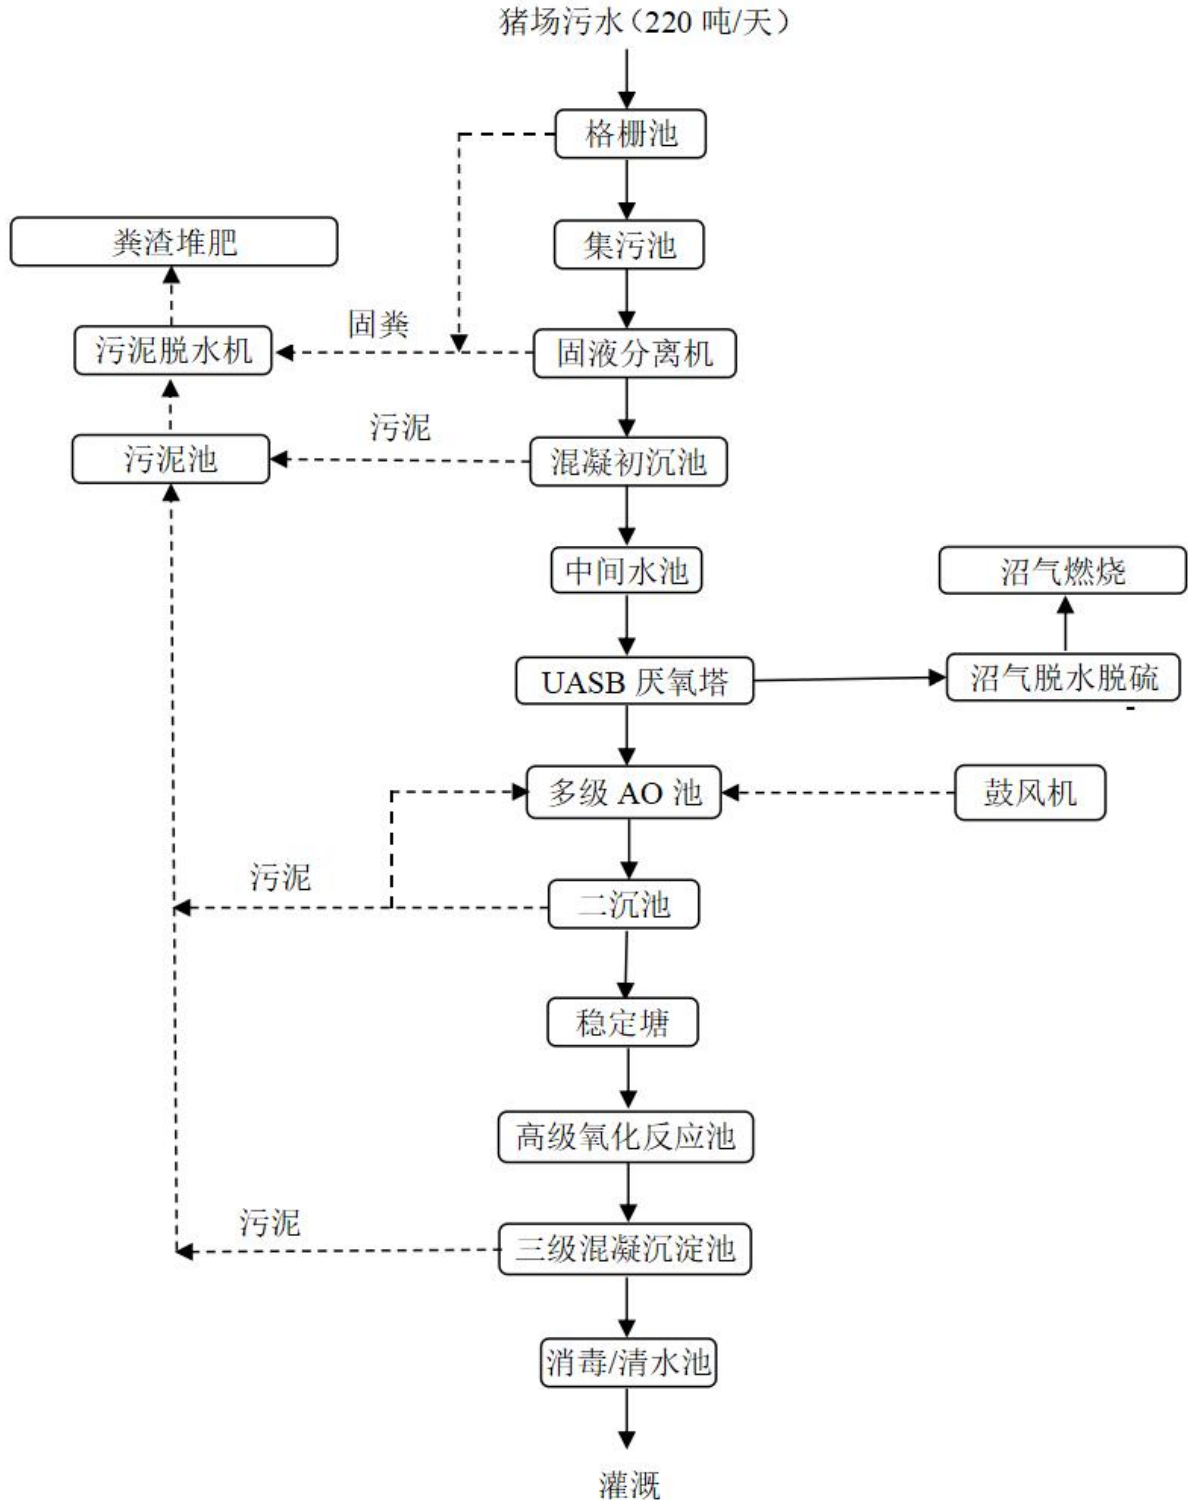 猪场污水（220 吨/天）
格栅池
集污池
粪渣堆肥
固粪
污泥脱水机
固液分离机
污泥
污泥池
混凝初沉池
中间水池
沼气燃烧
UASB 厌氧塔
沼气脱水脱硫
多级 AO 池
鼓风机
污泥
二沉池
稳定塘
高级氧化反应池
污泥
三级混凝沉淀池
消毒/清水池
灌溉